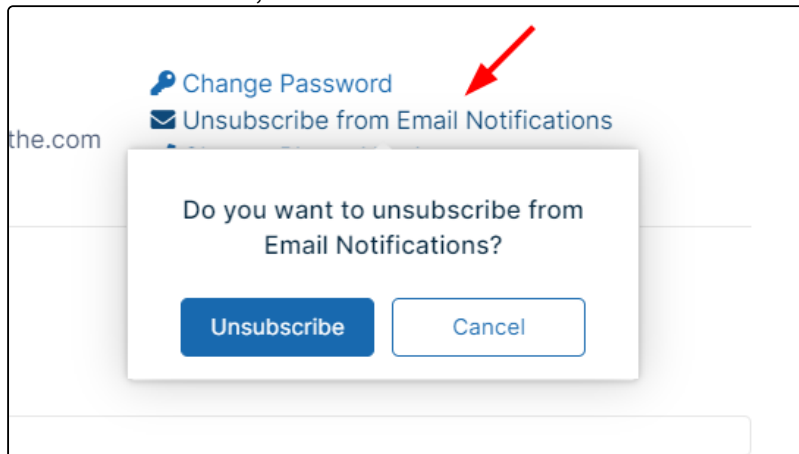 Change Password
Unsubscribe from Email Notifications
the.com
Do you want to unsubscribe from
Email Notifications?
Unsubscribe
Cancel